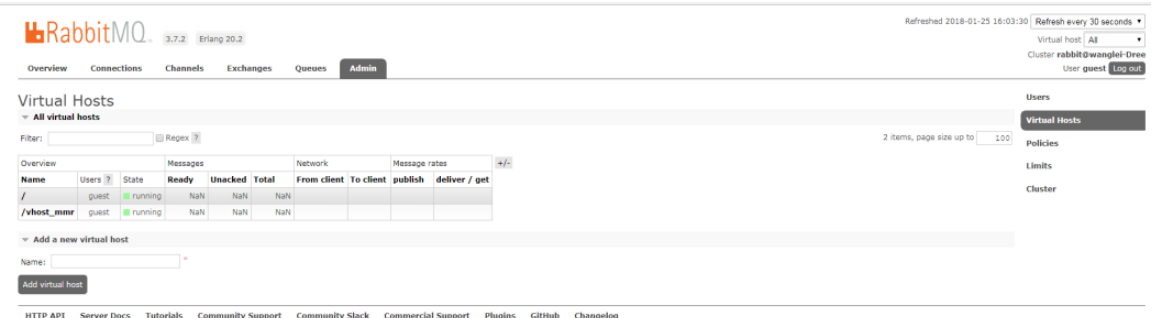 RabbitMQ 3.7.2 Erlang 20.2
Refreshed 2018-01-25 16:03:30 Refresh every 30 seconds
Virtual host All
Cluster rabbit@wanglei-Dree
User guest Log out
Overview Connections Channels Exchanges Queues Admin
Virtual Hosts
All virtual hosts
Filter: Regex ?
2 items, page size up to 100
Overview Messages Network Message rates +/-
Name Users ? State Ready Unacked Total From client To client publish deliver / get
/ guest running NaN NaN NaN
/vhost_mmr guest running NaN NaN NaN
Add a new virtual host
Name: *
Add virtual host
Users
Virtual Hosts
Policies
Limits
Cluster
HTTP API Server Docs Tutorials Community Support Community Slack Commercial Support Plugins GitHub Changelog